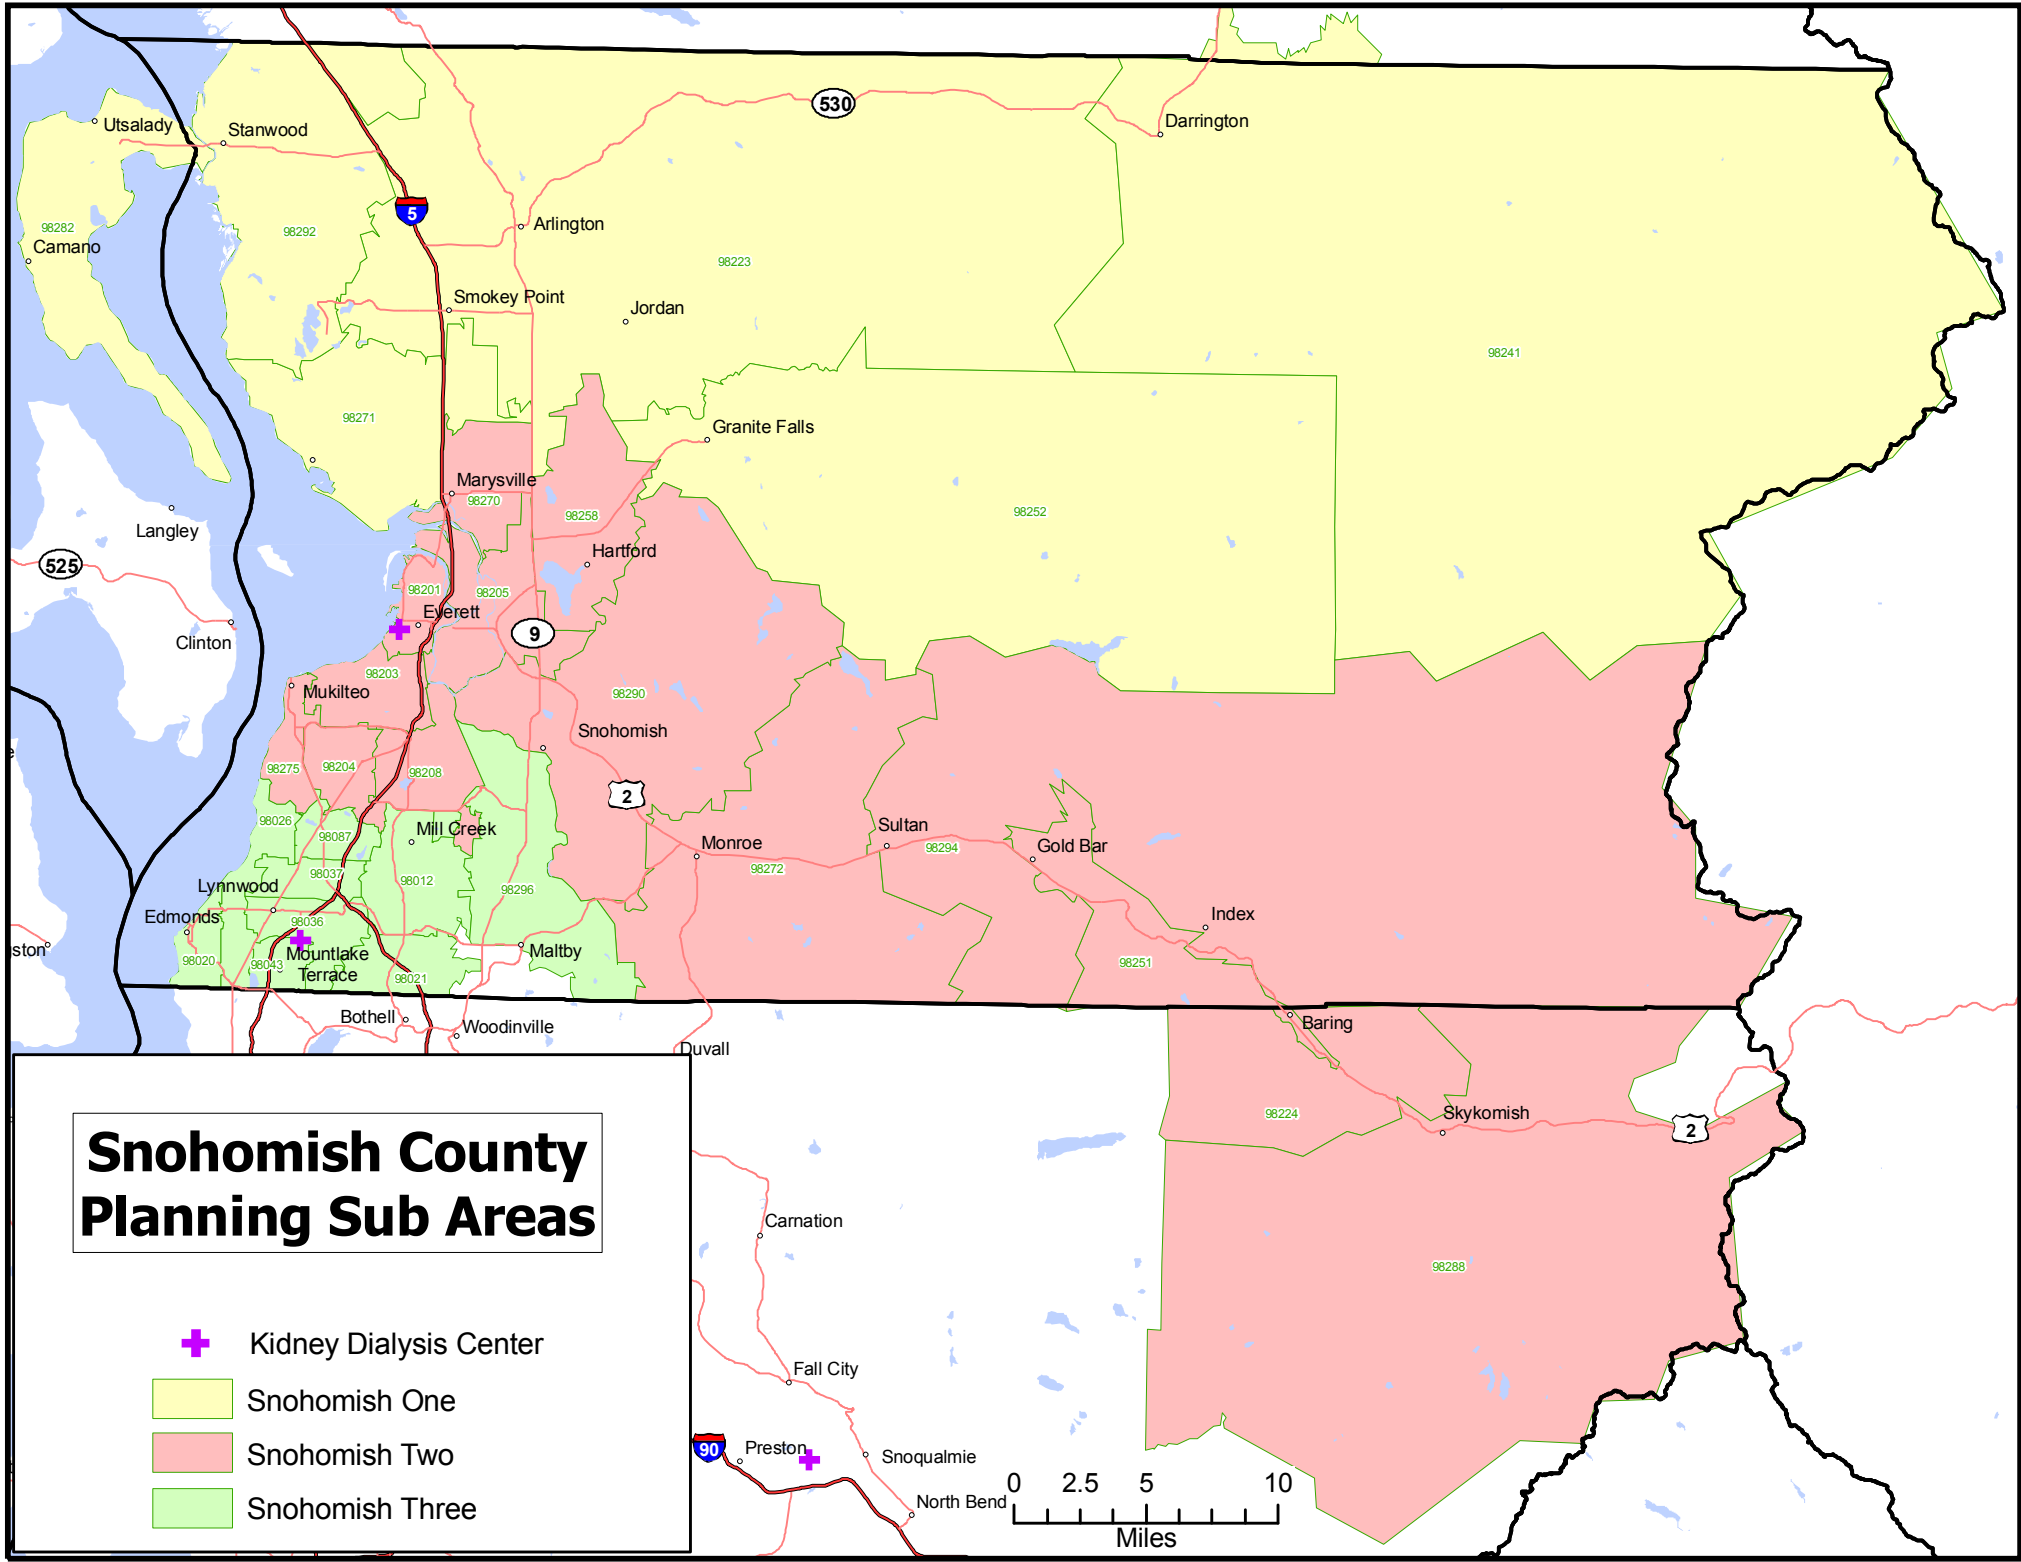 530
Utsalady
Stanwood
Darrington
5
98282
98292
Arlington
Camano
98223
Smokey Point
Jordan
98241
98271
Granite Falls
Marysville
98270
98258
98252
Langley
Hartford
525
98201
98205
Everett
9
Clinton
98203
Mukilteo
98290
Snohomish
98275
98204
98208
2
98026
98087
Mill Creek
Sultan
Monroe
98294
Gold Bar
98272
98037
98012
Lynnwood
98296
Edmonds
98036
Index
ston
Mountlake
Terrace
Maltby
98020
98043
98021
98251
Bothell
Woodinville
Baring
Duvall
98224
Skykomish
2
Snohomish County
Planning Sub Areas
Carnation
98288
Kidney Dialysis Center
Fall City
Snohomish One
90
Preston
Snoqualmie
Snohomish Two
0 2.5 5 10
Miles
North Bend
Snohomish Three